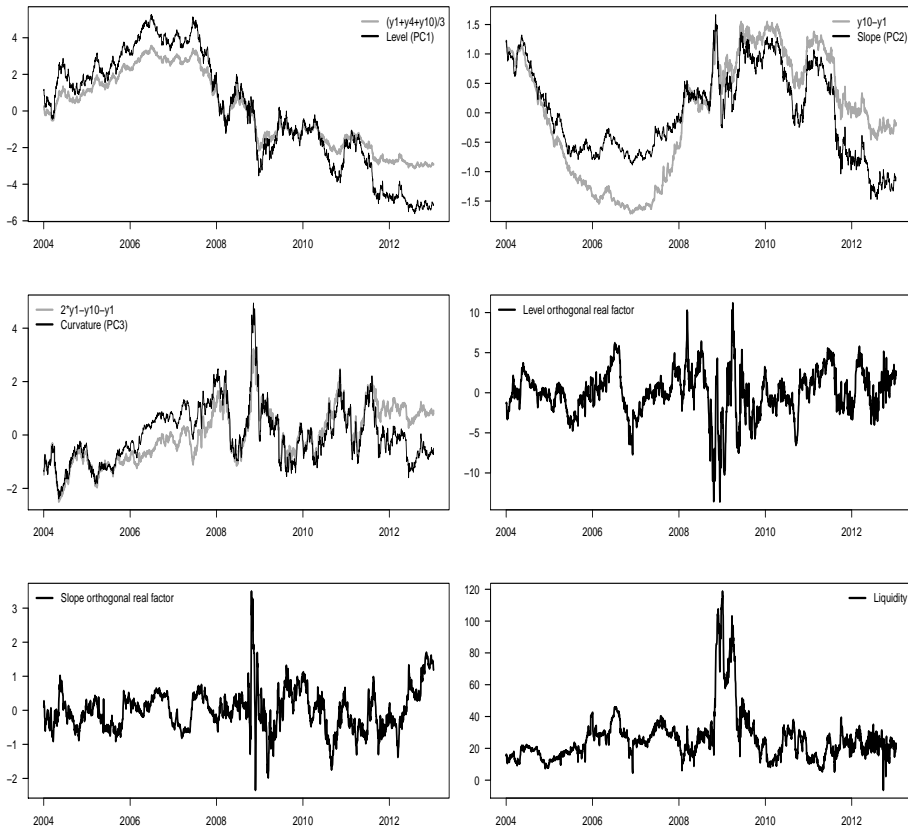 (y1+y4+y10)/3
Level (PC1)
4
2
0
−2
−4
−6
2004 2006 2008 2010 2012
y10−y1
Slope (PC2)
1.5
1.0
0.5
0.0
−0.5
−1.0
−1.5
2004 2006 2008 2010 2012
2*y1−y10−y1
Curvature (PC3)
4
2
0
−2
2004 2006 2008 2010 2012
Level orthogonal real factor
10
5
0
−5
−10
2004 2006 2008 2010 2012
Slope orthogonal real factor
3
2
1
0
−1
−2
2004 2006 2008 2010 2012
Liquidity
120
100
80
60
40
20
0
2004 2006 2008 2010 2012